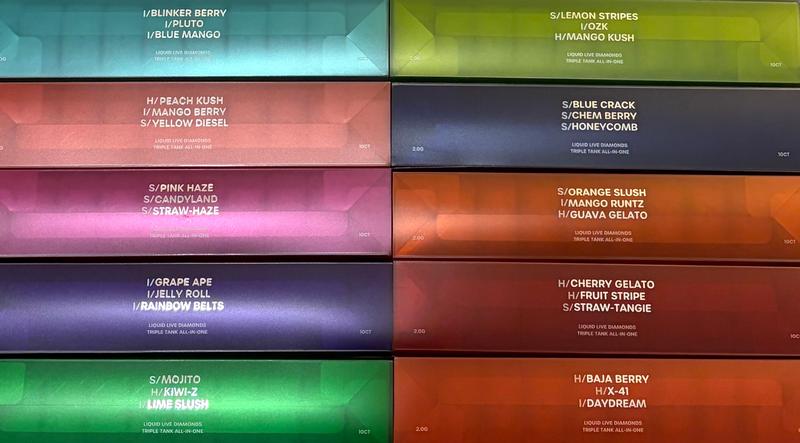 I/BLINKER BERRY
I/PLUTO
I/BLUE MANGO
LIQUID LIVE DIAMONDS
TRIPLE TANK ALL-IN-ONE
S/LEMON STRIPES
I/OZK
H/MANGO KUSH
LIQUID LIVE DIAMONDS
TRIPLE TANK ALL-IN-ONE
10CT
H/PEACH KUSH
I/MANGO BERRY
S/YELLOW DIESEL
LIQUID LIVE DIAMONDS
TRIPLE TANK ALL-IN-ONE
10CT
S/BLUE CRACK
S/CHEM BERRY
S/HONEYCOMB
LIQUID LIVE DIAMONDS
TRIPLE TANK ALL-IN-ONE
2.0G
10CT
S/PINK HAZE
S/CANDYLAND
S/STRAW-HAZE
LIQUID LIVE DIAMONDS
TRIPLE TANK ALL-IN-ONE
10CT
S/ORANGE SLUSH
I/MANGO RUNTZ
H/GUAVA GELATO
LIQUID LIVE DIAMONDS
TRIPLE TANK ALL-IN-ONE
2.0G
10CT
I/GRAPE APE
I/JELLY ROLL
I/RAINBOW BELTS
LIQUID LIVE DIAMONDS
TRIPLE TANK ALL-IN-ONE
10CT
H/CHERRY GELATO
H/FRUIT STRIPE
S/STRAW-TANGIE
LIQUID LIVE DIAMONDS
TRIPLE TANK ALL-IN-ONE
2.0G
S/MOJITO
H/KIWI-Z
I/LIME SLUSH
LIQUID LIVE DIAMONDS
TRIPLE TANK ALL-IN-ONE
10CT
H/BAJA BERRY
H/X-41
I/DAYDREAM
LIQUID LIVE DIAMONDS
TRIPLE TANK ALL-IN-ONE
2.0G